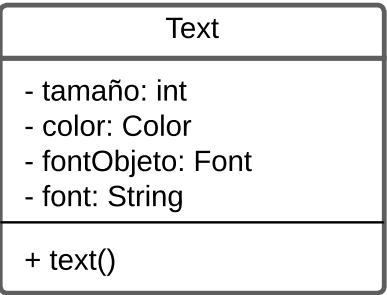 Text
- tamaño: int
- color: Color
- fontObjeto: Font
- font: String
+ text()